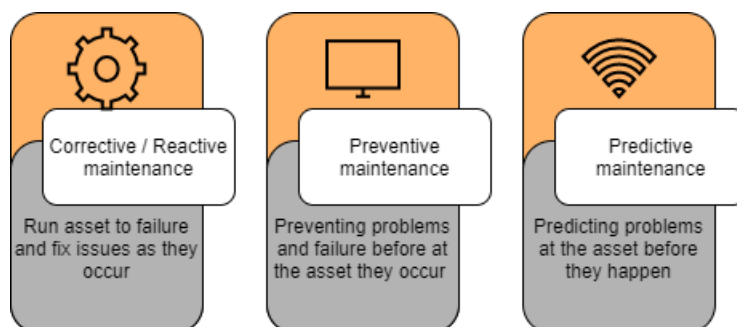 Corrective / Reactive
maintenance
Run asset to failure
and fix issues as they
occur
Preventive
maintenance
Preventing problems
and failure before at
the asset they occur
Predictive
maintenance
Predicting problems
at the asset before
they happen